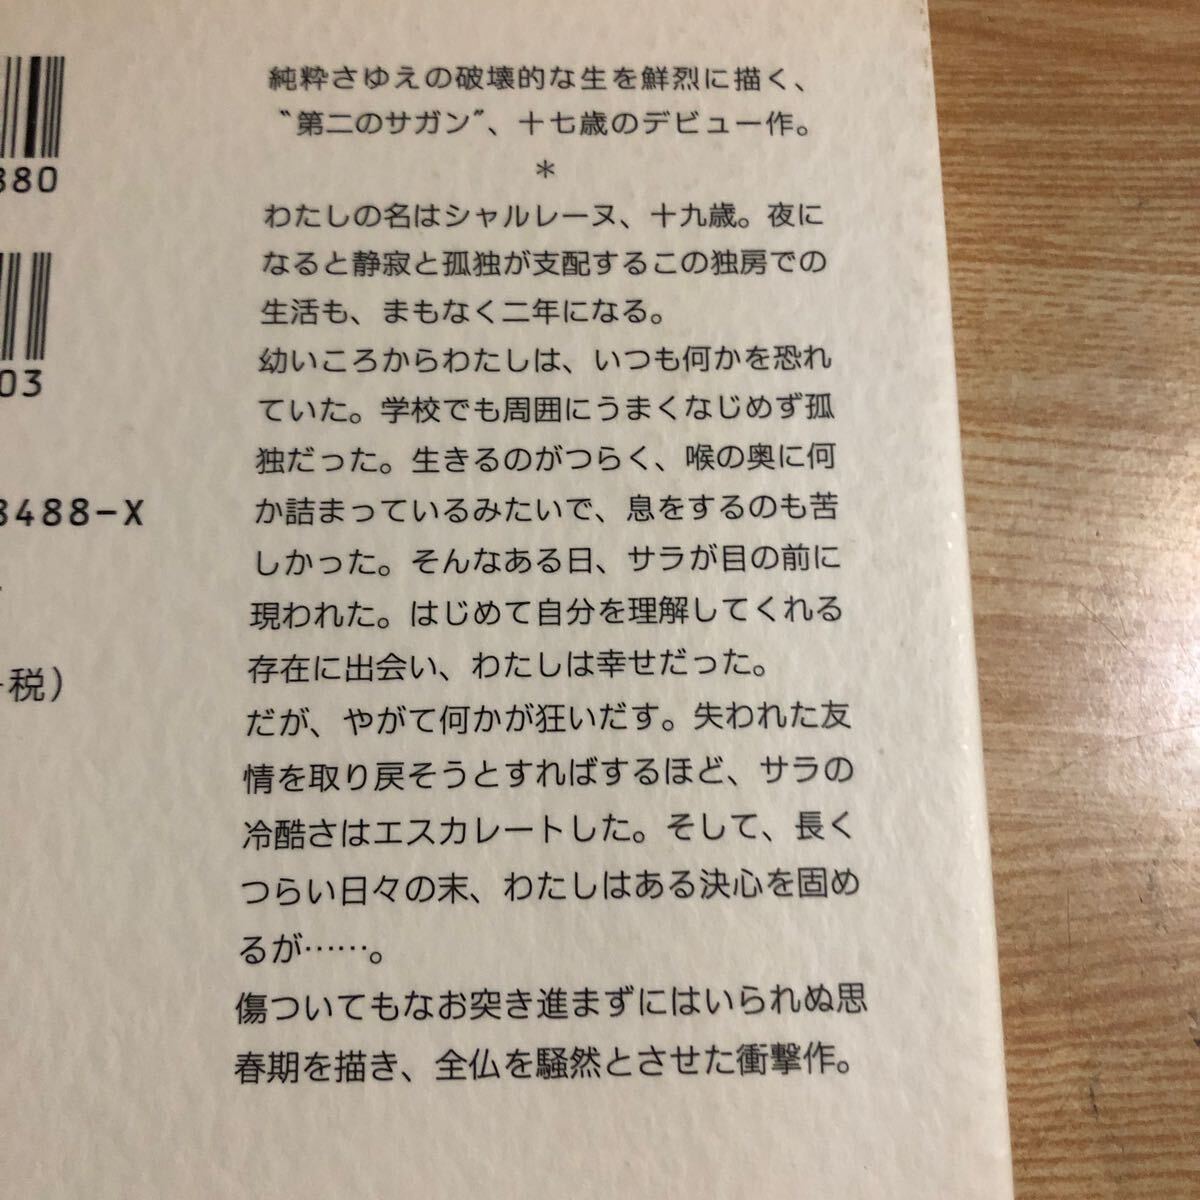 880
03
8488-X
税)
純粋さゆえの破壊的な生を鮮烈に描く、
〝第二のサガン〟、十七歳のデビュー作。
＊
わたしの名はシャルレーヌ、十九歳。夜に
なると静寂と孤独が支配するこの独房での
生活も、まもなく二年になる。
幼いころからわたしは、いつも何かを恐れ
ていた。学校でも周囲にうまくなじめず孤
独だった。生きるのがつらく、喉の奥に何
か詰まっているみたいで、息をするのも苦
しかった。そんなある日、サラが目の前に
現われた。はじめて自分を理解してくれる
存在に出会い、わたしは幸せだった。
だが、やがて何かが狂いだす。失われた友
情を取り戻そうとすればするほど、サラの
冷酷さはエスカレートした。そして、長く
つらい日々の末、わたしはある決心を固め
るが……。
傷ついてもなお突き進まずにはいられぬ思
春期を描き、全仏を騒然とさせた衝撃作。